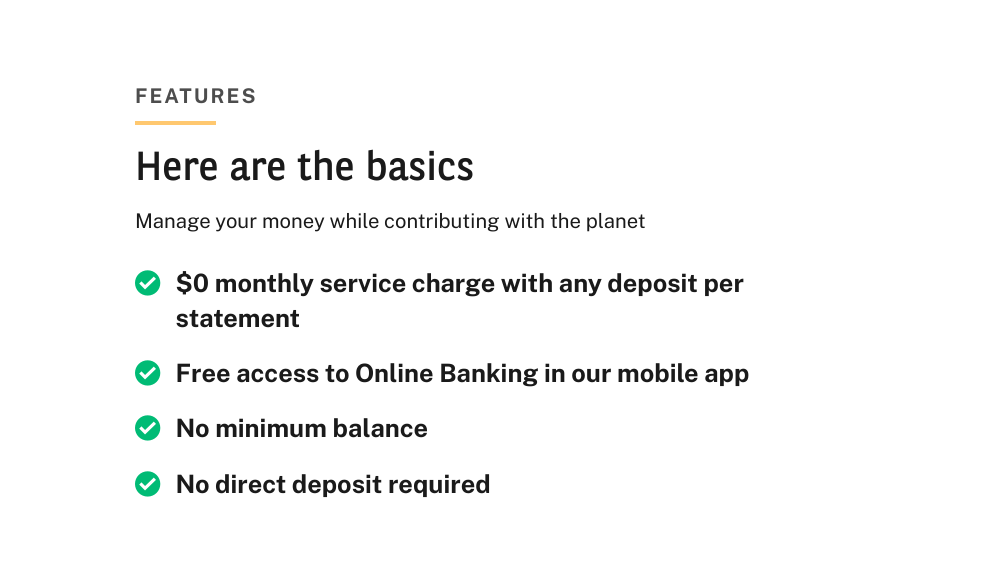 FEATURES
Here are the basics
Manage your money while contributing with the planet
$0 monthly service charge with any deposit per
statement
Free access to Online Banking in our mobile app
No minimum balance
No direct deposit required